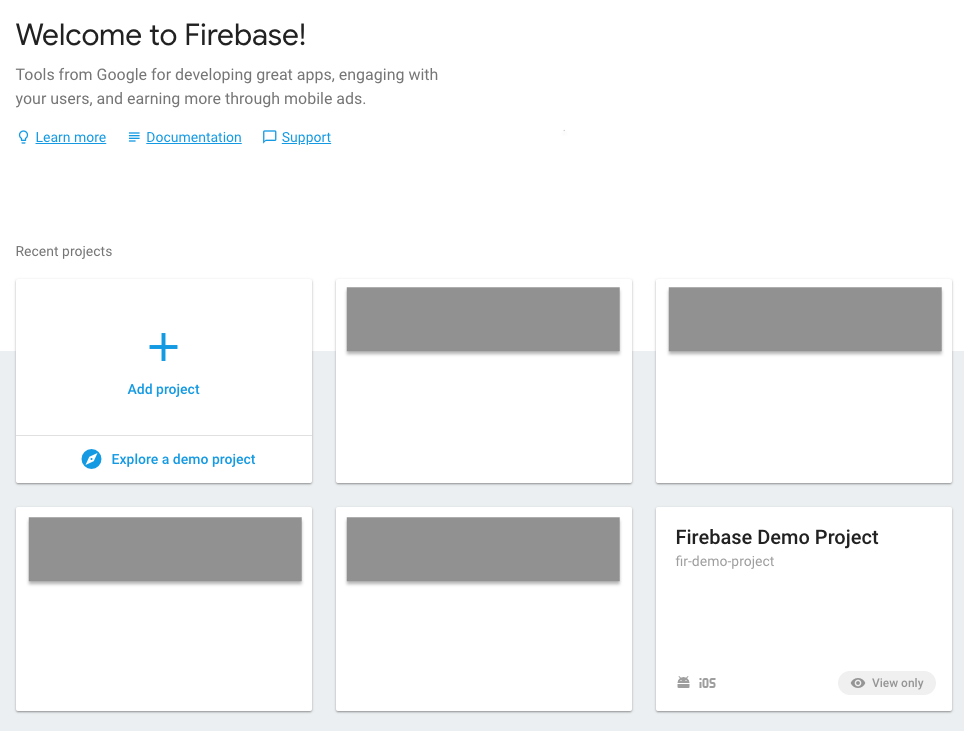 Welcome to Firebase!
Tools from Google for developing great apps, engaging with
your users, and earning more through mobile ads.
Learn more Documentation Support
Recent projects
Add project
Explore a demo project
Firebase Demo Project
fir-demo-project
iOS View only